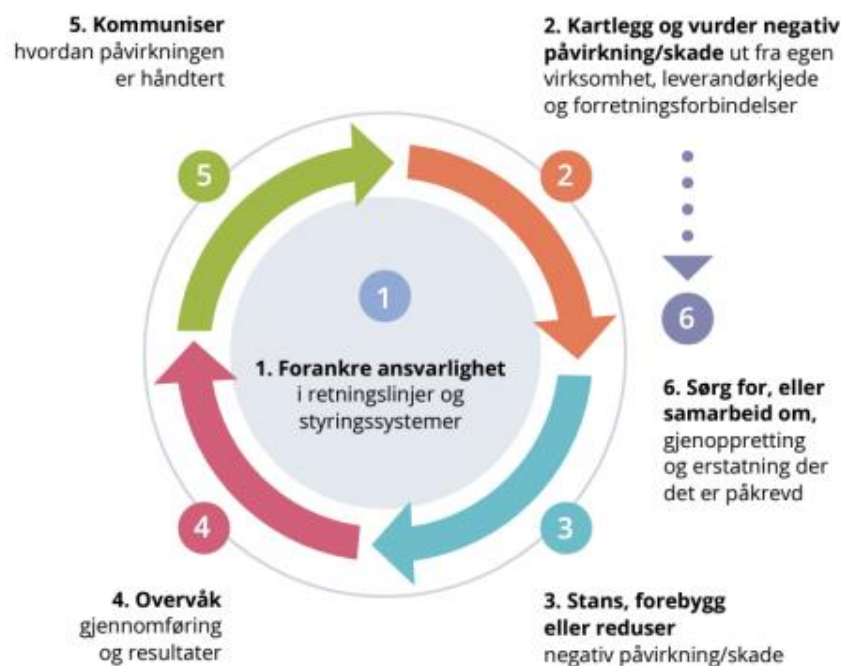 5. Kommuniser
hvordan påvirkningen
er håndtert
2. Kartlegg og vurder negativ
påvirkning/skade ut fra egen
virksomhet, leverandørkjede
og forretningsforbindelser
5
2
1
6
1. Forankre ansvarlighet
i retningslinjer og
styringssystemer
6. Sørg for, eller
samarbeid om,
gjenoppretting
og erstatning der
det er påkrevd
4
3
4. Overvåk
gjennomføring
og resultater
3. Stans, forebygg
eller reduser
negativ påvirkning/skade